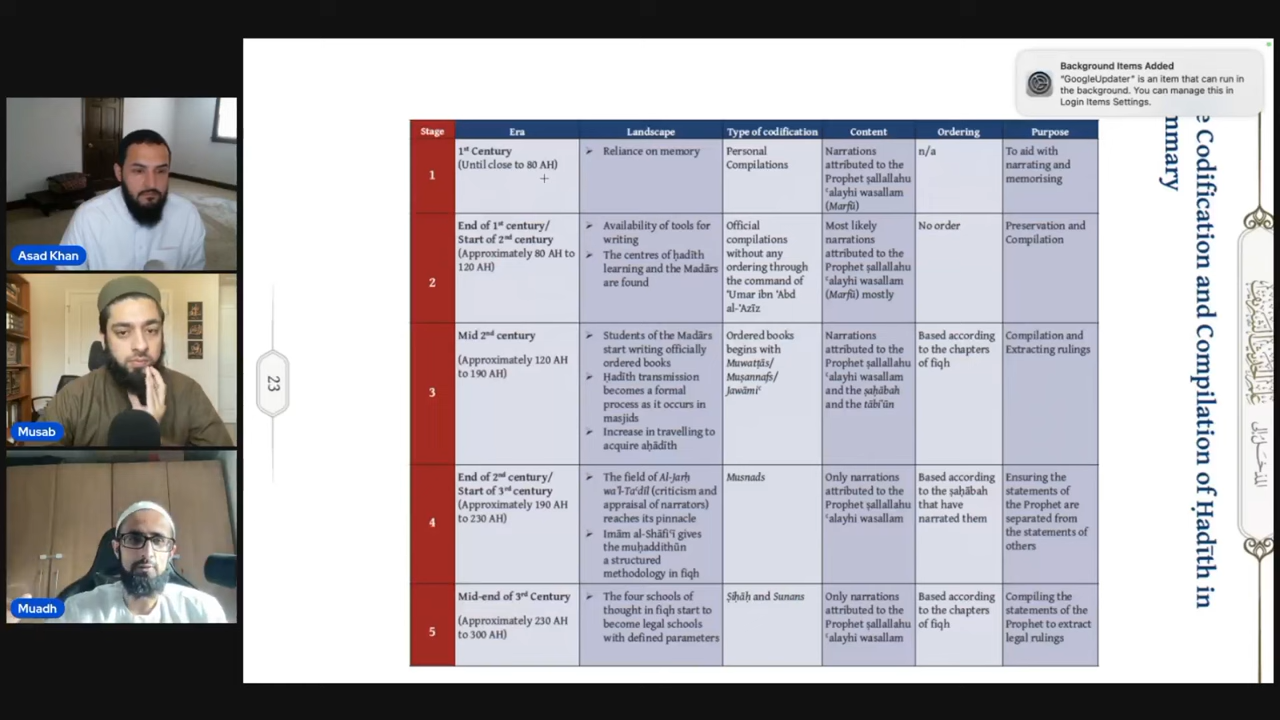 Background Items Added
"GoogleUpdater" is an item that can run in
the background. You can manage this in
Login Items Settings.
Codification and Compilation of Ḥadīth in
Asad Khan
Musab
Muadh
23
Stage
Era
Landscape
Type of codification
Content
Ordering
Purpose
1
1st Century
(Until close to 80 AH)
➢ Reliance on memory
Personal
Compilations
Narrations
attributed to the
Prophet ṣallallahu
ʿalayhi wasallam
(Marfū)
n/a
To aid with
narrating and
memorising
2
End of 1st century/
Start of 2nd century
(Approximately 80 AH to
120 AH)
➢ Availability of tools for
writing
➢ The centres of ḥadīth
learning and the Madārs
are found
Official
compilations
without any
ordering through
the command of
ʿUmar ibn ʿAbd
al-ʿAzīz
Most likely
narrations
attributed to the
Prophet ṣallallahu
ʿalayhi wasallam
(Marfū) mostly
No order
Preservation and
Compilation
3
Mid 2nd century
(Approximately 120 AH
to 190 AH)
➢ Students of the Madārs
start writing officially
ordered books
➢ Ḥadīth transmission
becomes a formal
process as it occurs in
masjids
➢ Increase in travelling to
acquire aḥādīth
Ordered books
begins with
Muwaṭṭās/
Muṣannafs/
Jawāmiʿ
Narrations
attributed to the
Prophet ṣallallahu
ʿalayhi wasallam
and the ṣaḥābah
and the tābiʿūn
Based according
to the chapters
of fiqh
Compilation and
Extracting rulings
4
End of 2nd century/
Start of 3rd century
(Approximately 190 AH
to 230 AH)
➢ The field of Al-Jarḥ
wa'l-Taʿdīl (criticism and
appraisal of narrators)
reaches its pinnacle
➢ Imām al-Shāfiʿī gives
the muḥaddithūn
a structured
methodology in fiqh
Musnads
Only narrations
attributed to the
Prophet ṣallallahu
ʿalayhi wasallam
Based according
to the ṣaḥābah
that have
narrated them
Ensuring the
statements of
the Prophet are
separated from
the statements of
others
5
Mid-end of 3rd Century
(Approximately 230 AH
to 300 AH)
➢ The four schools of
thought in fiqh start to
become legal schools
with defined parameters
Ṣiḥāḥ and Sunans
Only narrations
attributed to the
Prophet ṣallallahu
ʿalayhi wasallam
Based according
to the chapters
of fiqh
Compiling the
statements of the
Prophet to extract
legal rulings